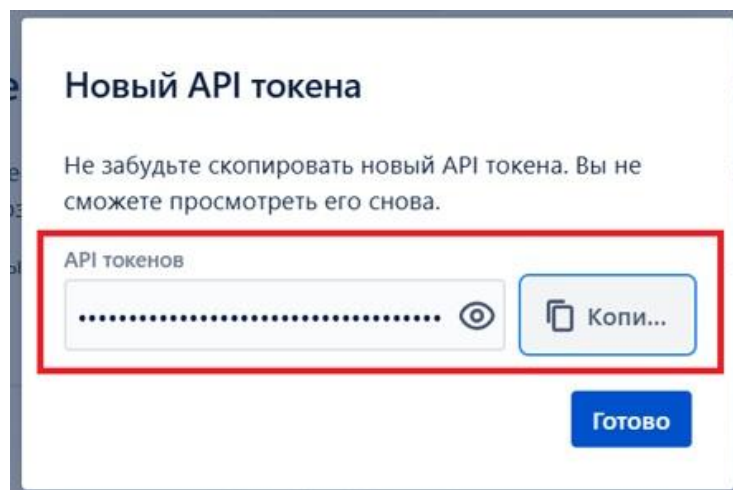 Новый API токена
Не забудьте скопировать новый API токена. Вы не
сможете просмотреть его снова.
API токенов
Копи...
Готово